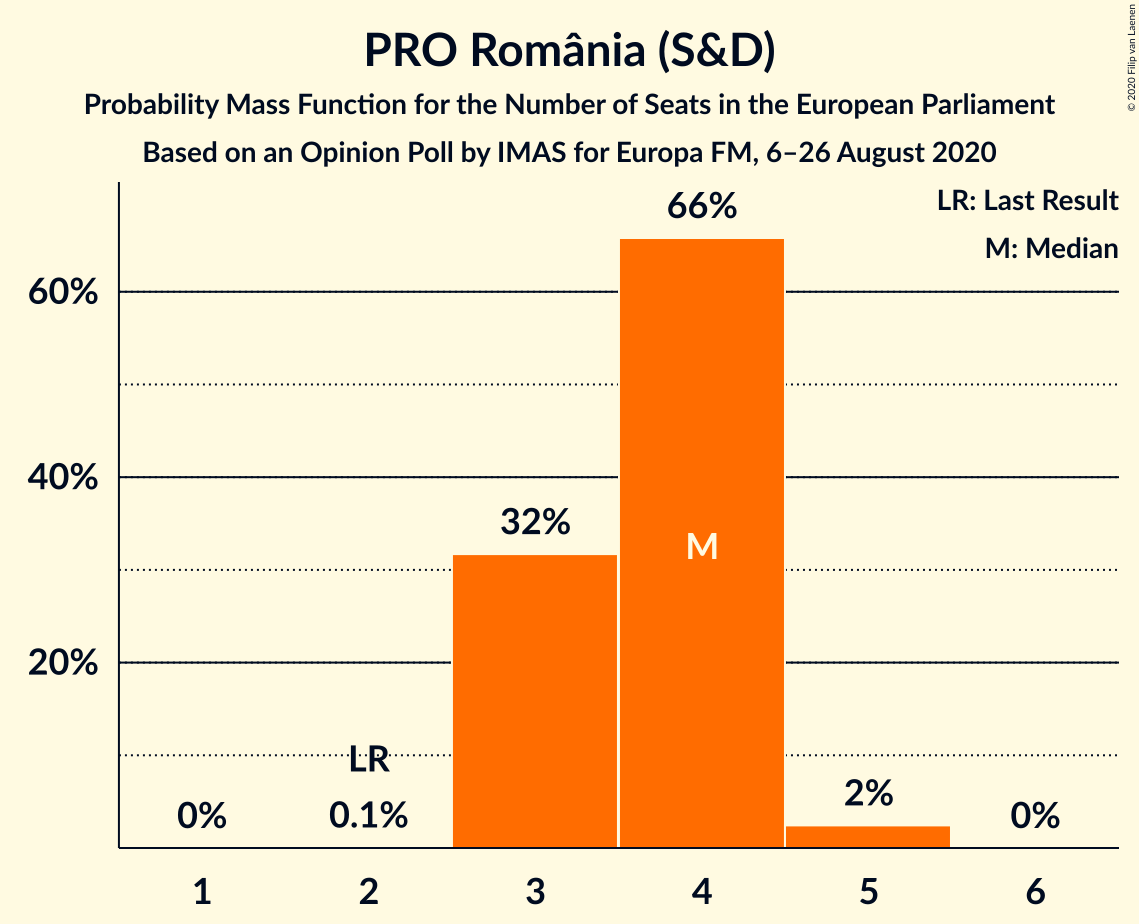 PRO România (S&D)
Probability Mass Function for the Number of Seats in the European Parliament
Based on an Opinion Poll by IMAS for Europa FM, 6–26 August 2020
© 2020 Filip van Laenen
LR: Last Result
M: Median
66%
60%
40%
32%
M
20%
LR
0%
0.1%
2%
0%
1 2 3 4 5 6